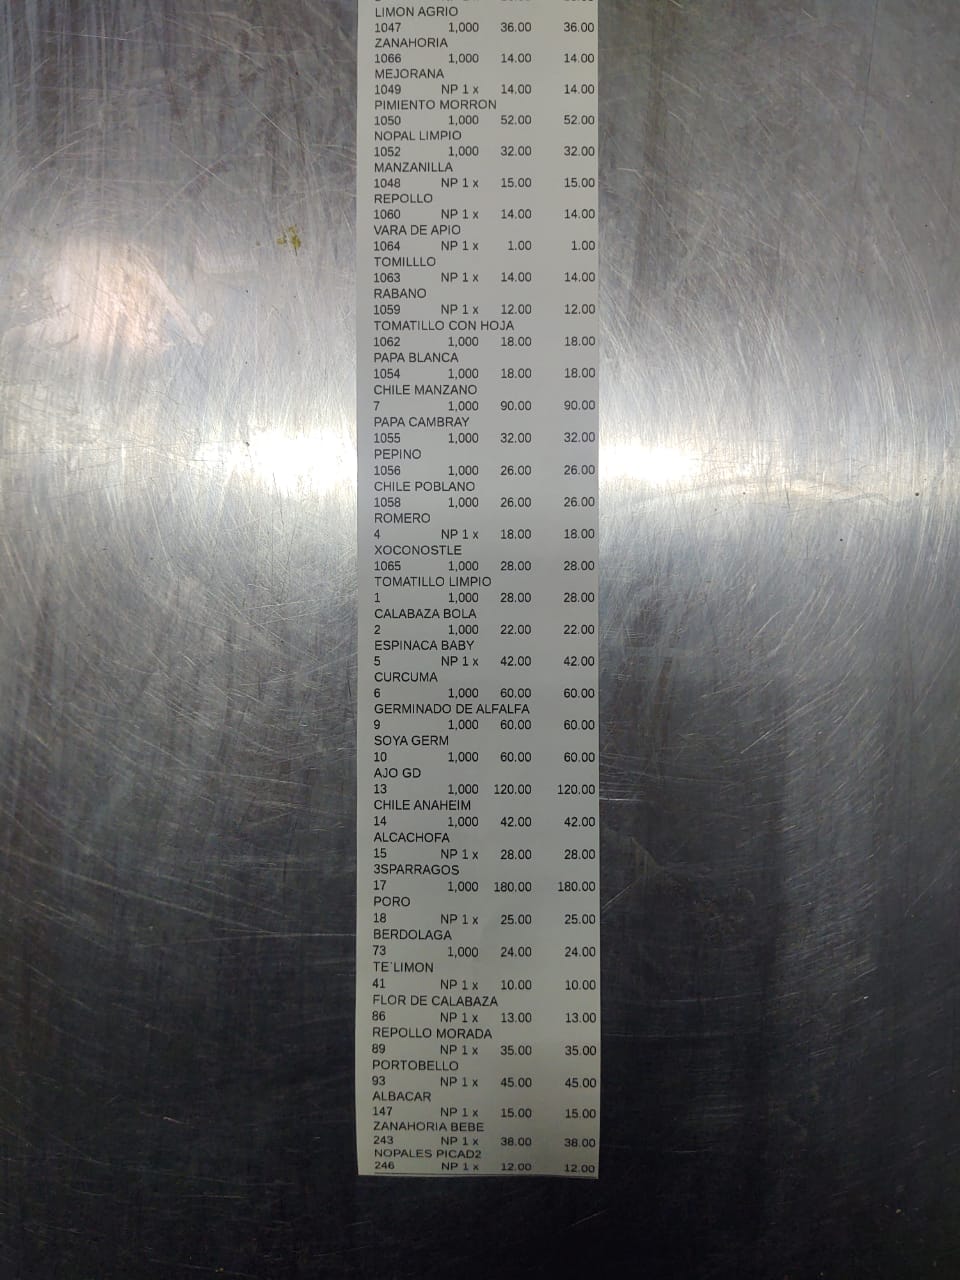 LIMON AGRIO
1047 1,000 36.00 36.00
ZANAHORIA
1066 1,000 14.00 14.00
MEJORANA
1049 NP 1 x 14.00 14.00
PIMIENTO MORRON
1050 1,000 52.00 52.00
NOPAL LIMPIO
1052 1,000 32.00 32.00
MANZANILLA
1048 NP 1 x 15.00 15.00
REPOLLO
1060 NP 1 x 14.00 14.00
VARA DE APIO
1064 NP 1 x 1.00 1.00
TOMILLLO
1063 NP 1 x 14.00 14.00
RABANO
1059 NP 1 x 12.00 12.00
TOMATILLO CON HOJA
1062 1,000 18.00 18.00
PAPA BLANCA
1054 1,000 18.00 18.00
CHILE MANZANO
7 1,000 90.00 90.00
PAPA CAMBRAY
1055 1,000 32.00 32.00
PEPINO
1056 1,000 26.00 26.00
CHILE POBLANO
1058 1,000 26.00 26.00
ROMERO
4 NP 1 x 18.00 18.00
XOCONOSTLE
1065 1,000 28.00 28.00
TOMATILLO LIMPIO
1 1,000 28.00 28.00
CALABAZA BOLA
2 1,000 22.00 22.00
ESPINACA BABY
5 NP 1 x 42.00 42.00
CURCUMA
6 1,000 60.00 60.00
GERMINADO DE ALFALFA
9 1,000 60.00 60.00
SOYA GERM
10 1,000 60.00 60.00
AJO GD
13 1,000 120.00 120.00
CHILE ANAHEIM
14 1,000 42.00 42.00
ALCACHOFA
15 NP 1 x 28.00 28.00
3SPARRAGOS
17 1,000 180.00 180.00
PORO
18 NP 1 x 25.00 25.00
BERDOLAGA
73 1,000 24.00 24.00
TE`LIMON
41 NP 1 x 10.00 10.00
FLOR DE CALABAZA
86 NP 1 x 13.00 13.00
REPOLLO MORADA
89 NP 1 x 35.00 35.00
PORTOBELLO
93 NP 1 x 45.00 45.00
ALBACAR
147 NP 1 x 15.00 15.00
ZANAHORIA BEBE
243 NP 1 x 38.00 38.00
NOPALES PICAD2
246 NP 1 x 12.00 12.00